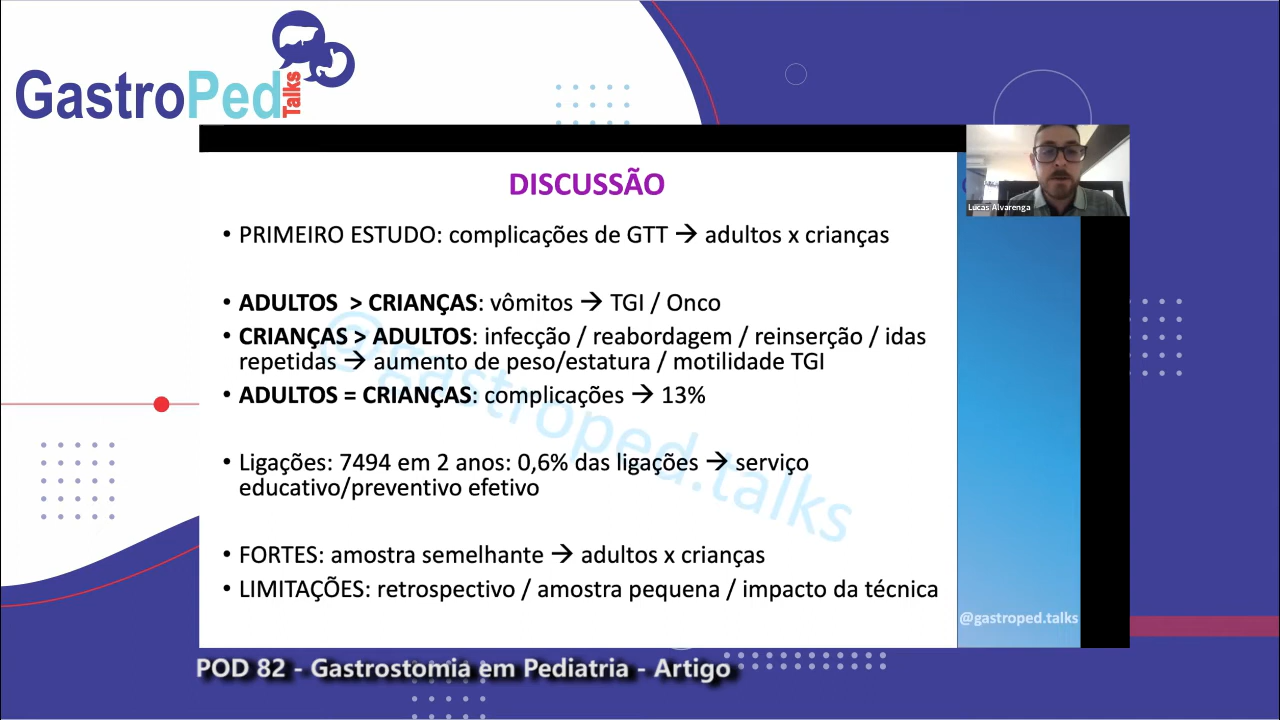 GastroPed
Talks
Lucas Alvarenga
DISCUSSÃO
• PRIMEIRO ESTUDO: complicações de GTT → adultos x crianças
• ADULTOS > CRIANÇAS: vômitos → TGI / Onco
• CRIANÇAS > ADULTOS: infecção / reabordagem / reinserção / idas
repetidas → aumento de peso/estatura / motilidade TGI
• ADULTOS = CRIANÇAS: complicações → 13%
• Ligações: 7494 em 2 anos: 0,6% das ligações → serviço
educativo/preventivo efetivo
• FORTES: amostra semelhante → adultos x crianças
• LIMITAÇÕES: retrospectivo / amostra pequena / impacto da técnica
@gastroped.talks
@gastroped.talks
POD 82 - Gastrostomia em Pediatria - Artigo